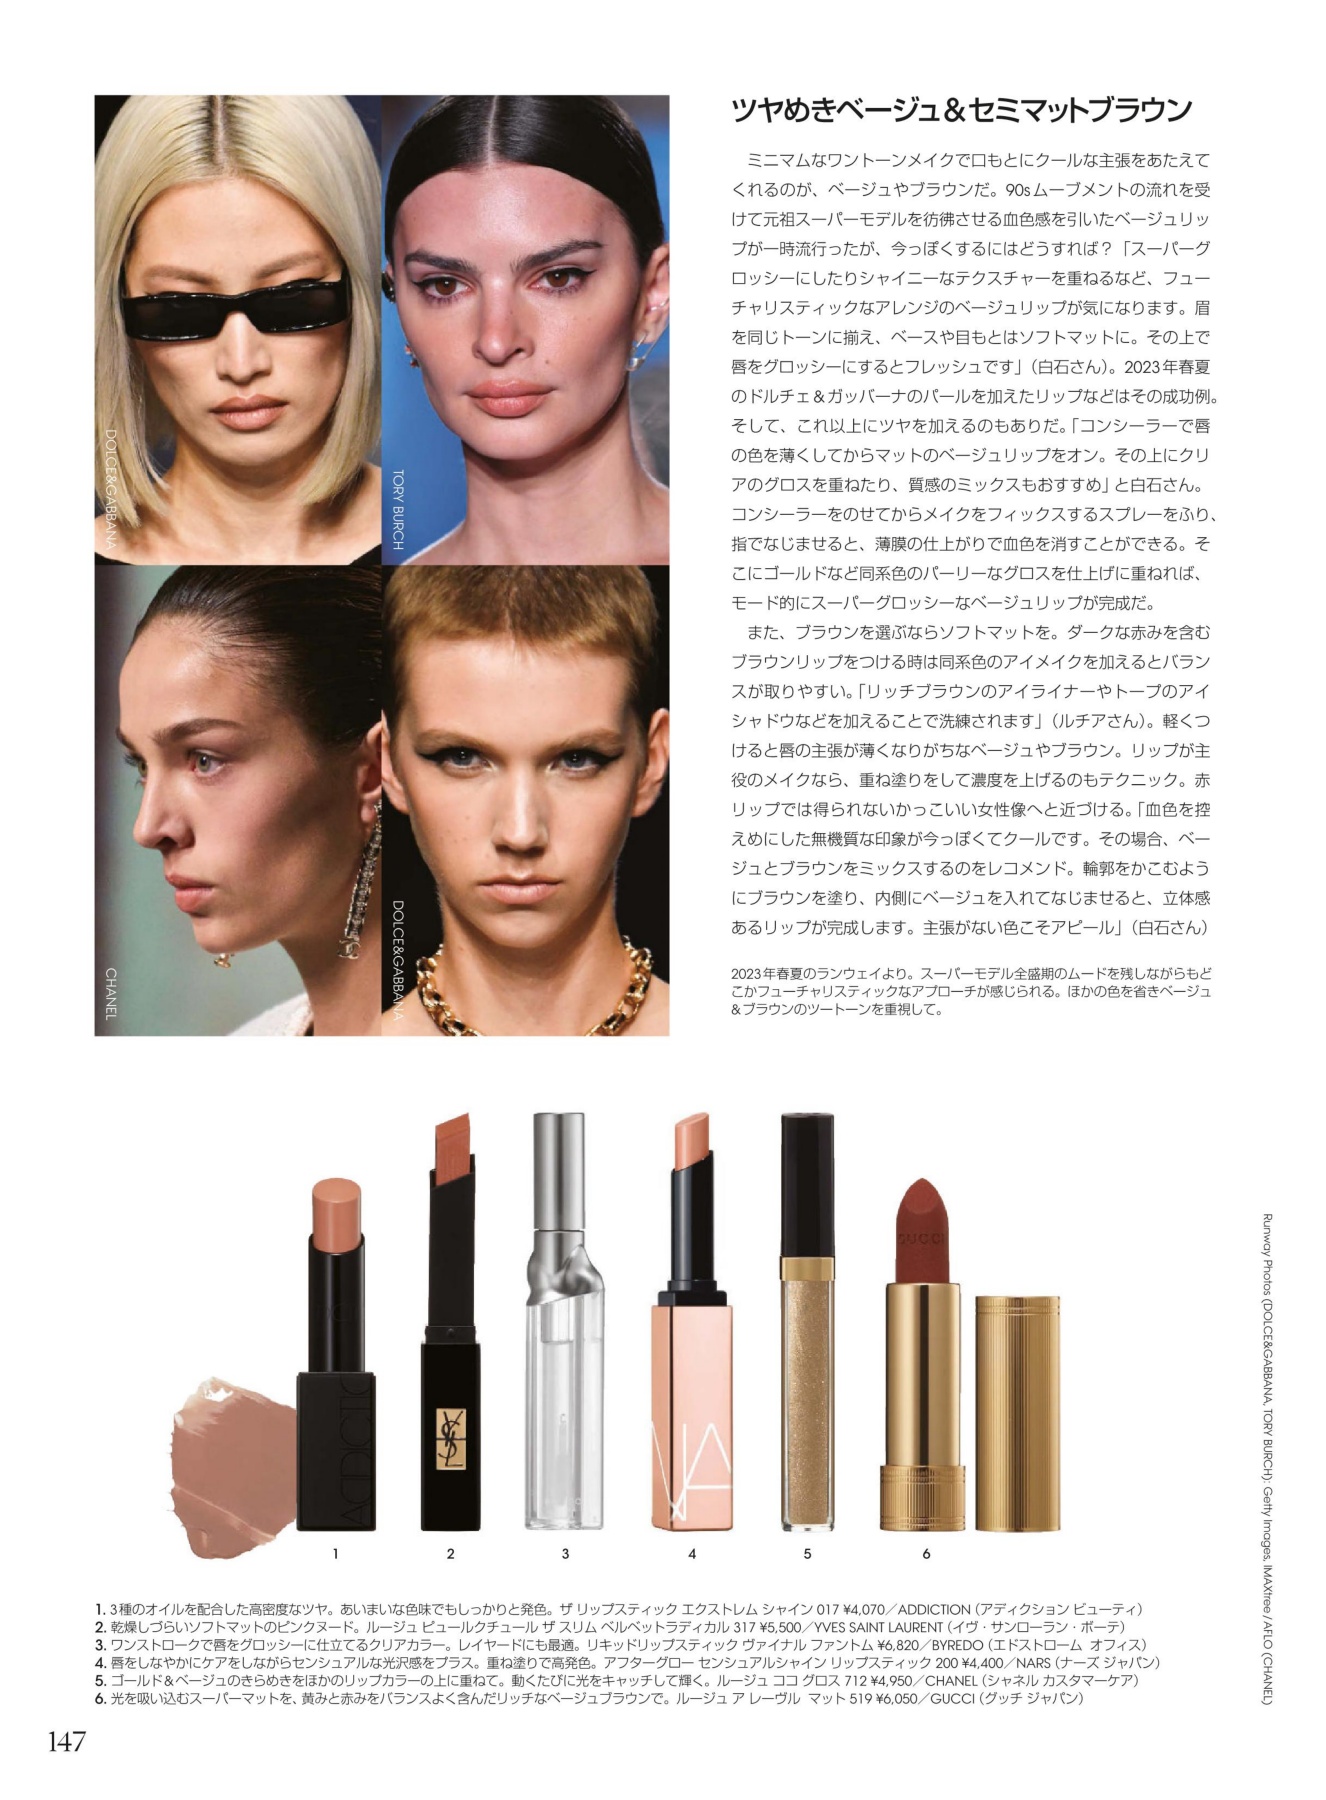 ツヤめきベージュ&セミマットブラウン
ミニマムなワントーンメイクで口もとにクールな主張をあたえて
くれるのが、ベージュやブラウンだ。90sムーブメントの流れを受
けて元祖スーパーモデルを彷彿させる血色感を引いたベージュリッ
プが一時流行ったが、今っぽくするにはどうすれば？「スーパーグ
ロッシーにしたりシャイニーなテクスチャーを重ねるなど、フュー
チャリスティックなアレンジのベージュリップが気になります。眉
を同じトーンに揃え、ベースや目もとはソフトマットに。その上で
唇をグロッシーにするとフレッシュです」（白石さん）。2023年春夏
のドルチェ&ガッバーナのパールを加えたリップなどはその成功例。
そして、これ以上にツヤを加えるのもありだ。「コンシーラーで唇
の色を薄くしてからマットのベージュリップをオン。その上にクリ
アのグロスを重ねたり、質感のミックスもおすすめ」と白石さん。
コンシーラーをのせてからメイクをフィックスするスプレーをふり、
指でなじませると、薄膜の仕上がりで血色を消すことができる。そ
こにゴールドなど同系色のパーリーなグロスを仕上げに重ねれば、
モード的にスーパーグロッシーなベージュリップが完成だ。
また、ブラウンを選ぶならソフトマットを。ダークな赤みを含む
ブラウンリップをつける時は同系色のアイメイクを加えるとバラン
スが取りやすい。「リッチブラウンのアイライナーやトープのアイ
シャドウなどを加えることで洗練されます」（ルチアさん）。軽くつ
けると唇の主張が薄くなりがちなベージュやブラウン。リップが主
役のメイクなら、重ね塗りをして濃度を上げるのもテクニック。赤
リップでは得られないかっこいい女性像へと近づける。「血色を控
えめにした無機質な印象が今っぽくてクールです。その場合、ベー
ジュとブラウンをミックスするのをレコメンド。輪郭をかこむよう
にブラウンを塗り、内側にベージュを入れてなじませると、立体感
あるリップが完成します。主張がない色こそアピール」（白石さん）
2023年春夏のランウェイより。スーパーモデル全盛期のムードを残しながらもど
こかフューチャリスティックなアプローチが感じられる。ほかの色を省きベージュ
&ブラウンのツートーンを重視して。
DOLCE&GABBANA
TORY BURCH
CHANEL
DOLCE&GABBANA
GUCCI
ADDICTIO
YSL
NA
1
2
3
4
5
6
1. 3種のオイルを配合した高密度なツヤ。あいまいな色味でもしっかりと発色。ザ リップスティック エクストレム シャイン 017 ¥4,070／ADDICTION（アディクション ビューティ）
2. 乾燥しづらいソフトマットのピンクヌード。ルージュ ピュールクチュール ザ スリム ベルベットラディカル 317 ¥5,500／YVES SAINT LAURENT（イヴ・サンローラン・ボーテ）
3. ワンストロークで唇をグロッシーに仕立てるクリアカラー。レイヤードにも最適。リキッドリップスティック ヴァイナル ファントム ¥6,820／BYREDO（エドストローム オフィス）
4. 唇をしなやかにケアをしながらセンシュアルな光沢感をプラス。重ね塗りで高発色。アフターグロー センシュアルシャイン リップスティック 200 ¥4,400／NARS（ナーズ ジャパン）
5. ゴールド&ベージュのきらめきをほかのリップカラーの上に重ねて。動くたびに光をキャッチして輝く。ルージュ ココ グロス 712 ¥4,950／CHANEL（シャネル カスタマーケア）
6. 光を吸い込むスーパーマットを、黄みと赤みをバランスよく含んだリッチなベージュブラウンで。ルージュ ア レーヴル マット 519 ¥6,050／GUCCI（グッチ ジャパン）
Runway Photos (DOLCE&GABBANA, TORY BURCH): Getty Images, IMAXtree/AFLO (CHANEL)
147